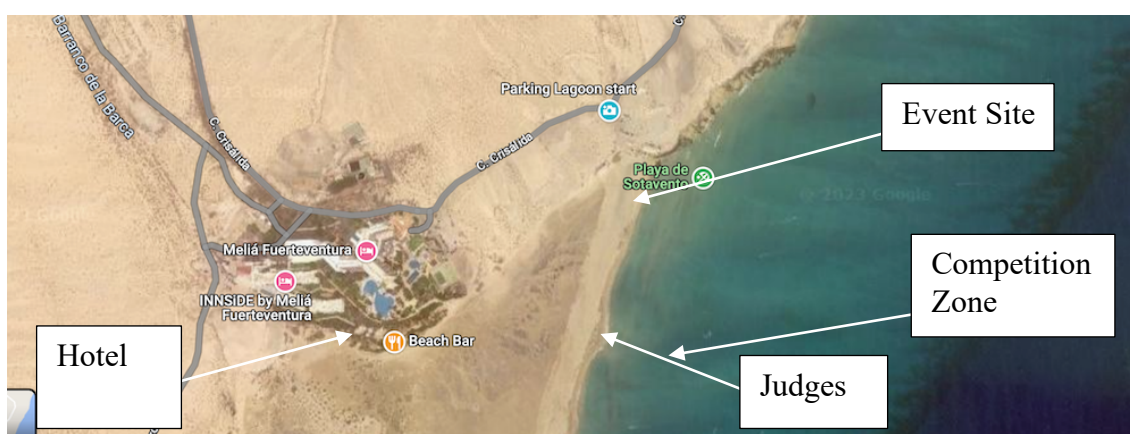 Barranco de la Barca
C. Crisálida
C.
Parking Lagoon start
C. Crisálida
Event Site
Playa de
Sotavento
© 2023 Google
Meliá Fuerteventura
INNSiDE by Meliá
Fuerteventura
Beach Bar
Competition
Zone
Hotel
Judges